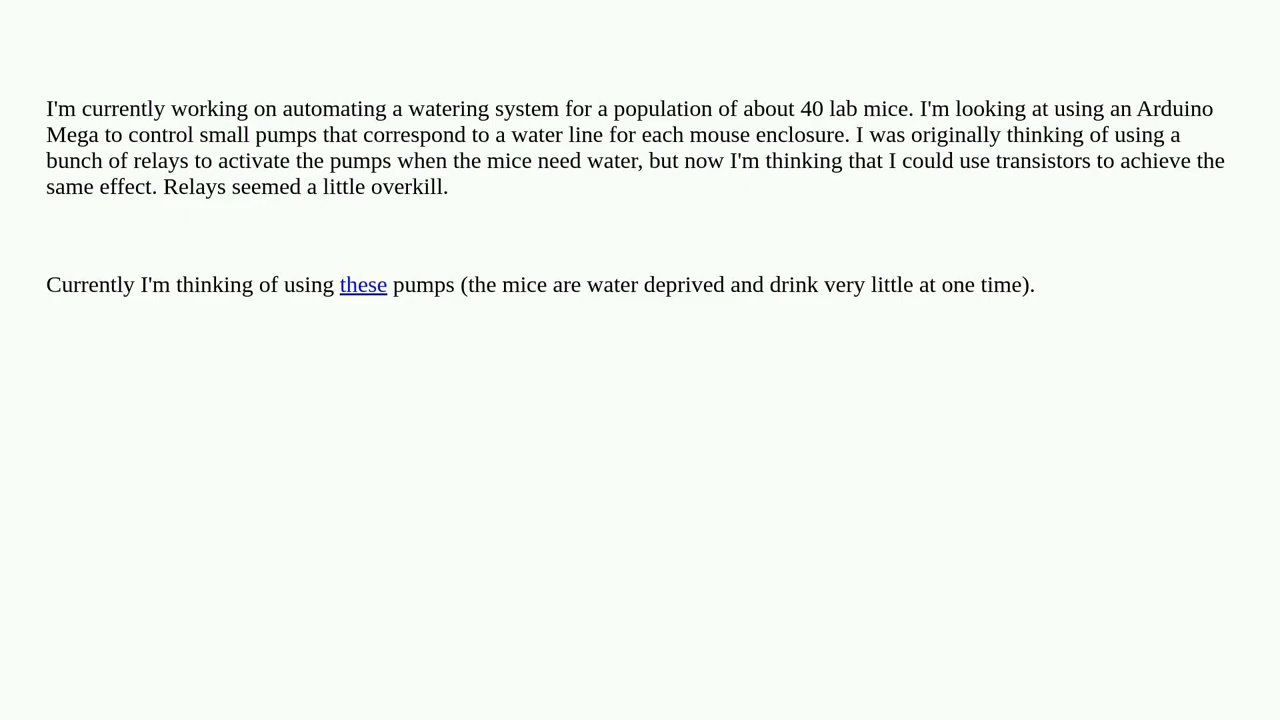 I'm currently working on automating a watering system for a population of about 40 lab mice. I'm looking at using an Arduino
Mega to control small pumps that correspond to a water line for each mouse enclosure. I was originally thinking of using a
bunch of relays to activate the pumps when the mice need water, but now I'm thinking that I could use transistors to achieve the
same effect. Relays seemed a little overkill.
Currently I'm thinking of using these pumps (the mice are water deprived and drink very little at one time).